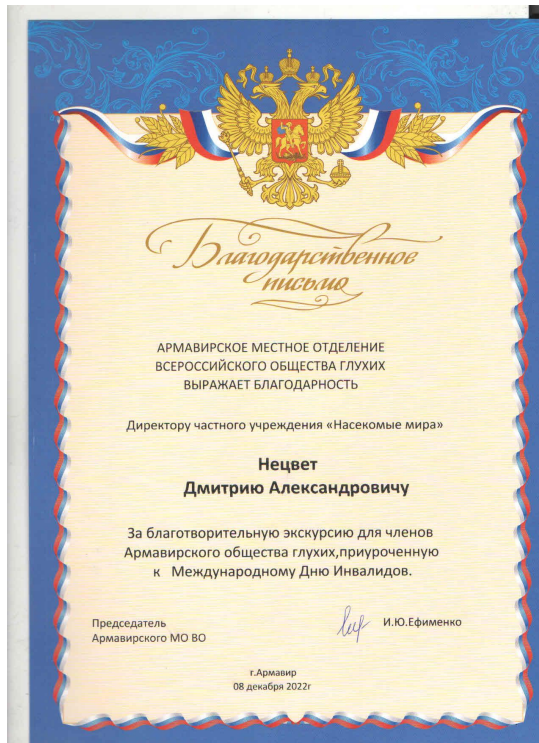 Благодарственное
письмо
АРМАВИРСКОЕ МЕСТНОЕ ОТДЕЛЕНИЕ
ВСЕРОССИЙСКОГО ОБЩЕСТВА ГЛУХИХ
ВЫРАЖАЕТ БЛАГОДАРНОСТЬ
Директору частного учреждения «Насекомые мира»
Нецвет
Дмитрию Александровичу
За благотворительную экскурсию для членов
Армавирского общества глухих,приуроченную
к Международному Дню Инвалидов.
Председатель
Армавирского МО ВО
И.Ю.Ефименко
г.Армавир
08 декабря 2022г